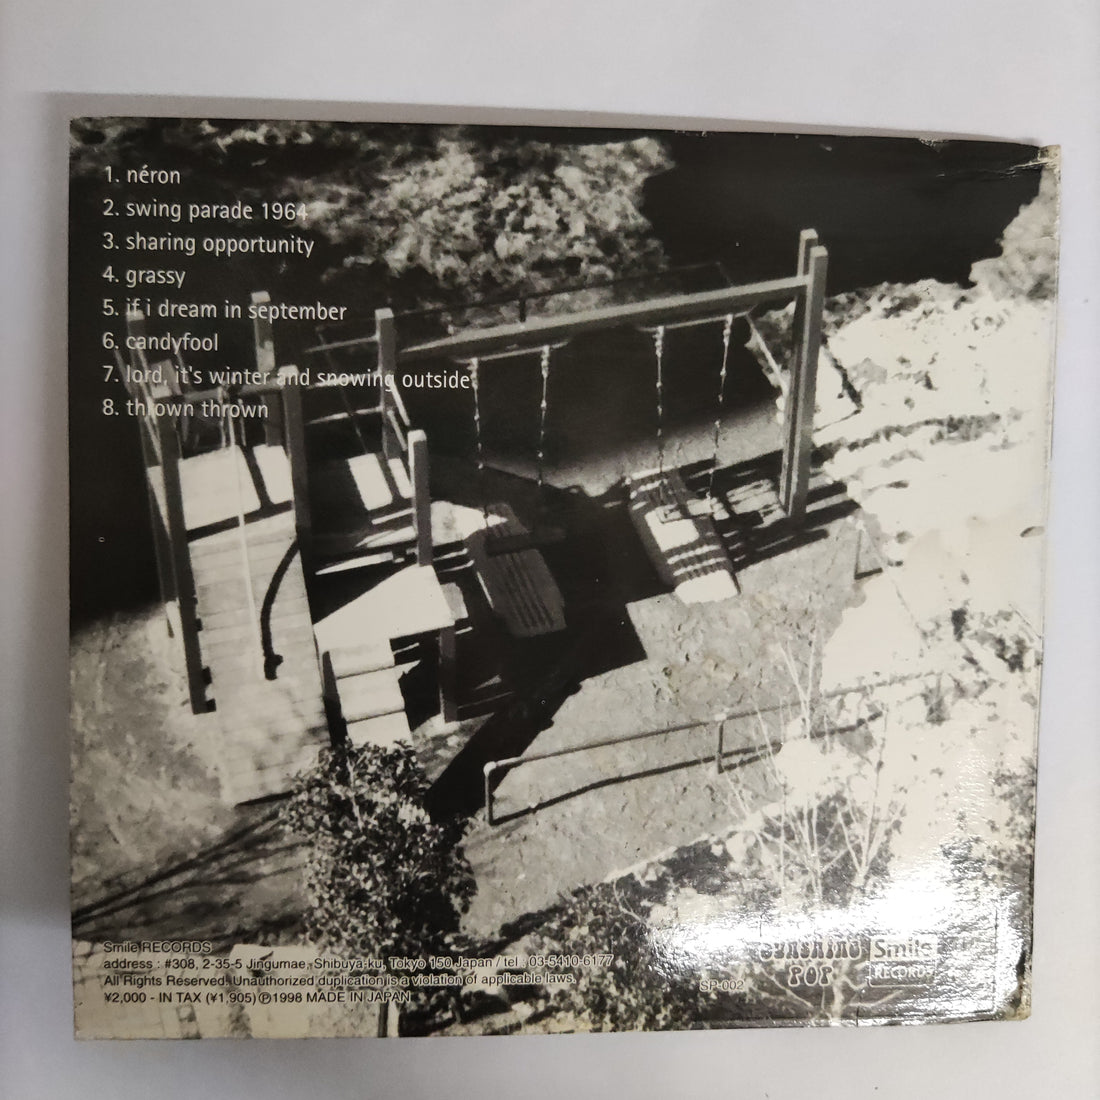 1. néron
2. swing parade 1964
3. sharing opportunity
4. grassy
5. if i dream in september
6. candyfool
7. lord, it's winter and snowing outside
8. thrown thrown
Smile RECORDS
address : #308, 2-35-5 Jingumae, Shibuya-ku, Tokyo 150 Japan / tel : 03-5410-6177
All Rights Reserved. Unauthorized duplication is a violation of applicable laws.
¥2,000 - IN TAX (¥1,905) ℗1998 MADE IN JAPAN
SP-002
SUNSHINE
POP
Smile
RECORDS